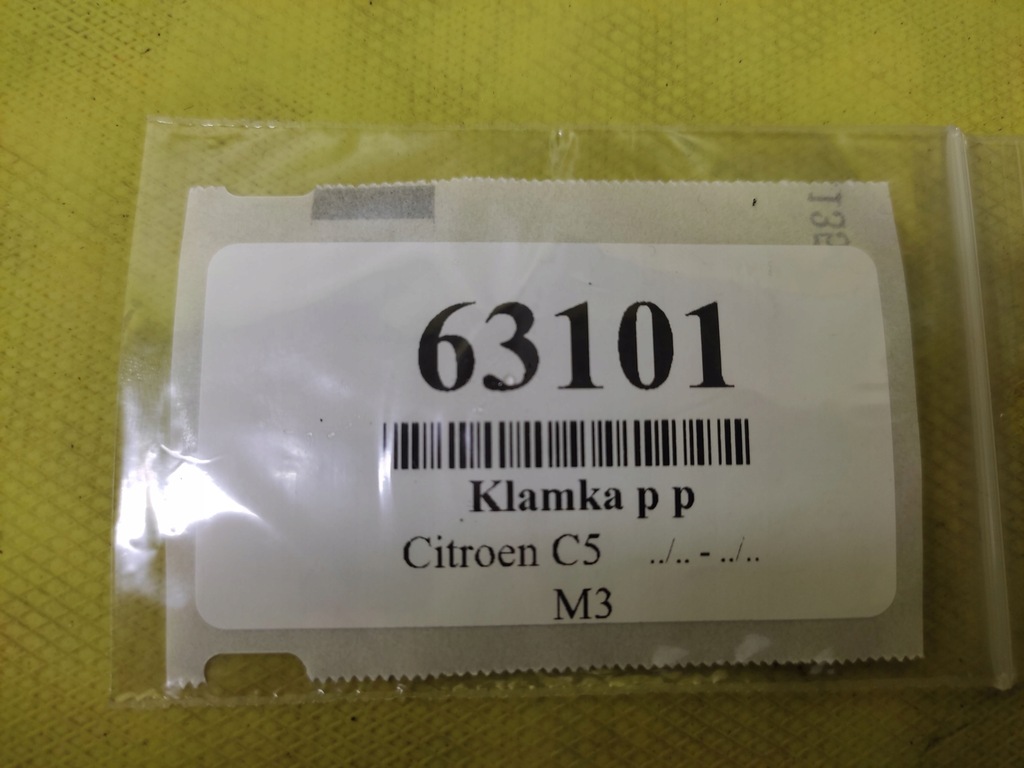 63101
Klamka p p
Citroen C5 ../.. - ../..
M3